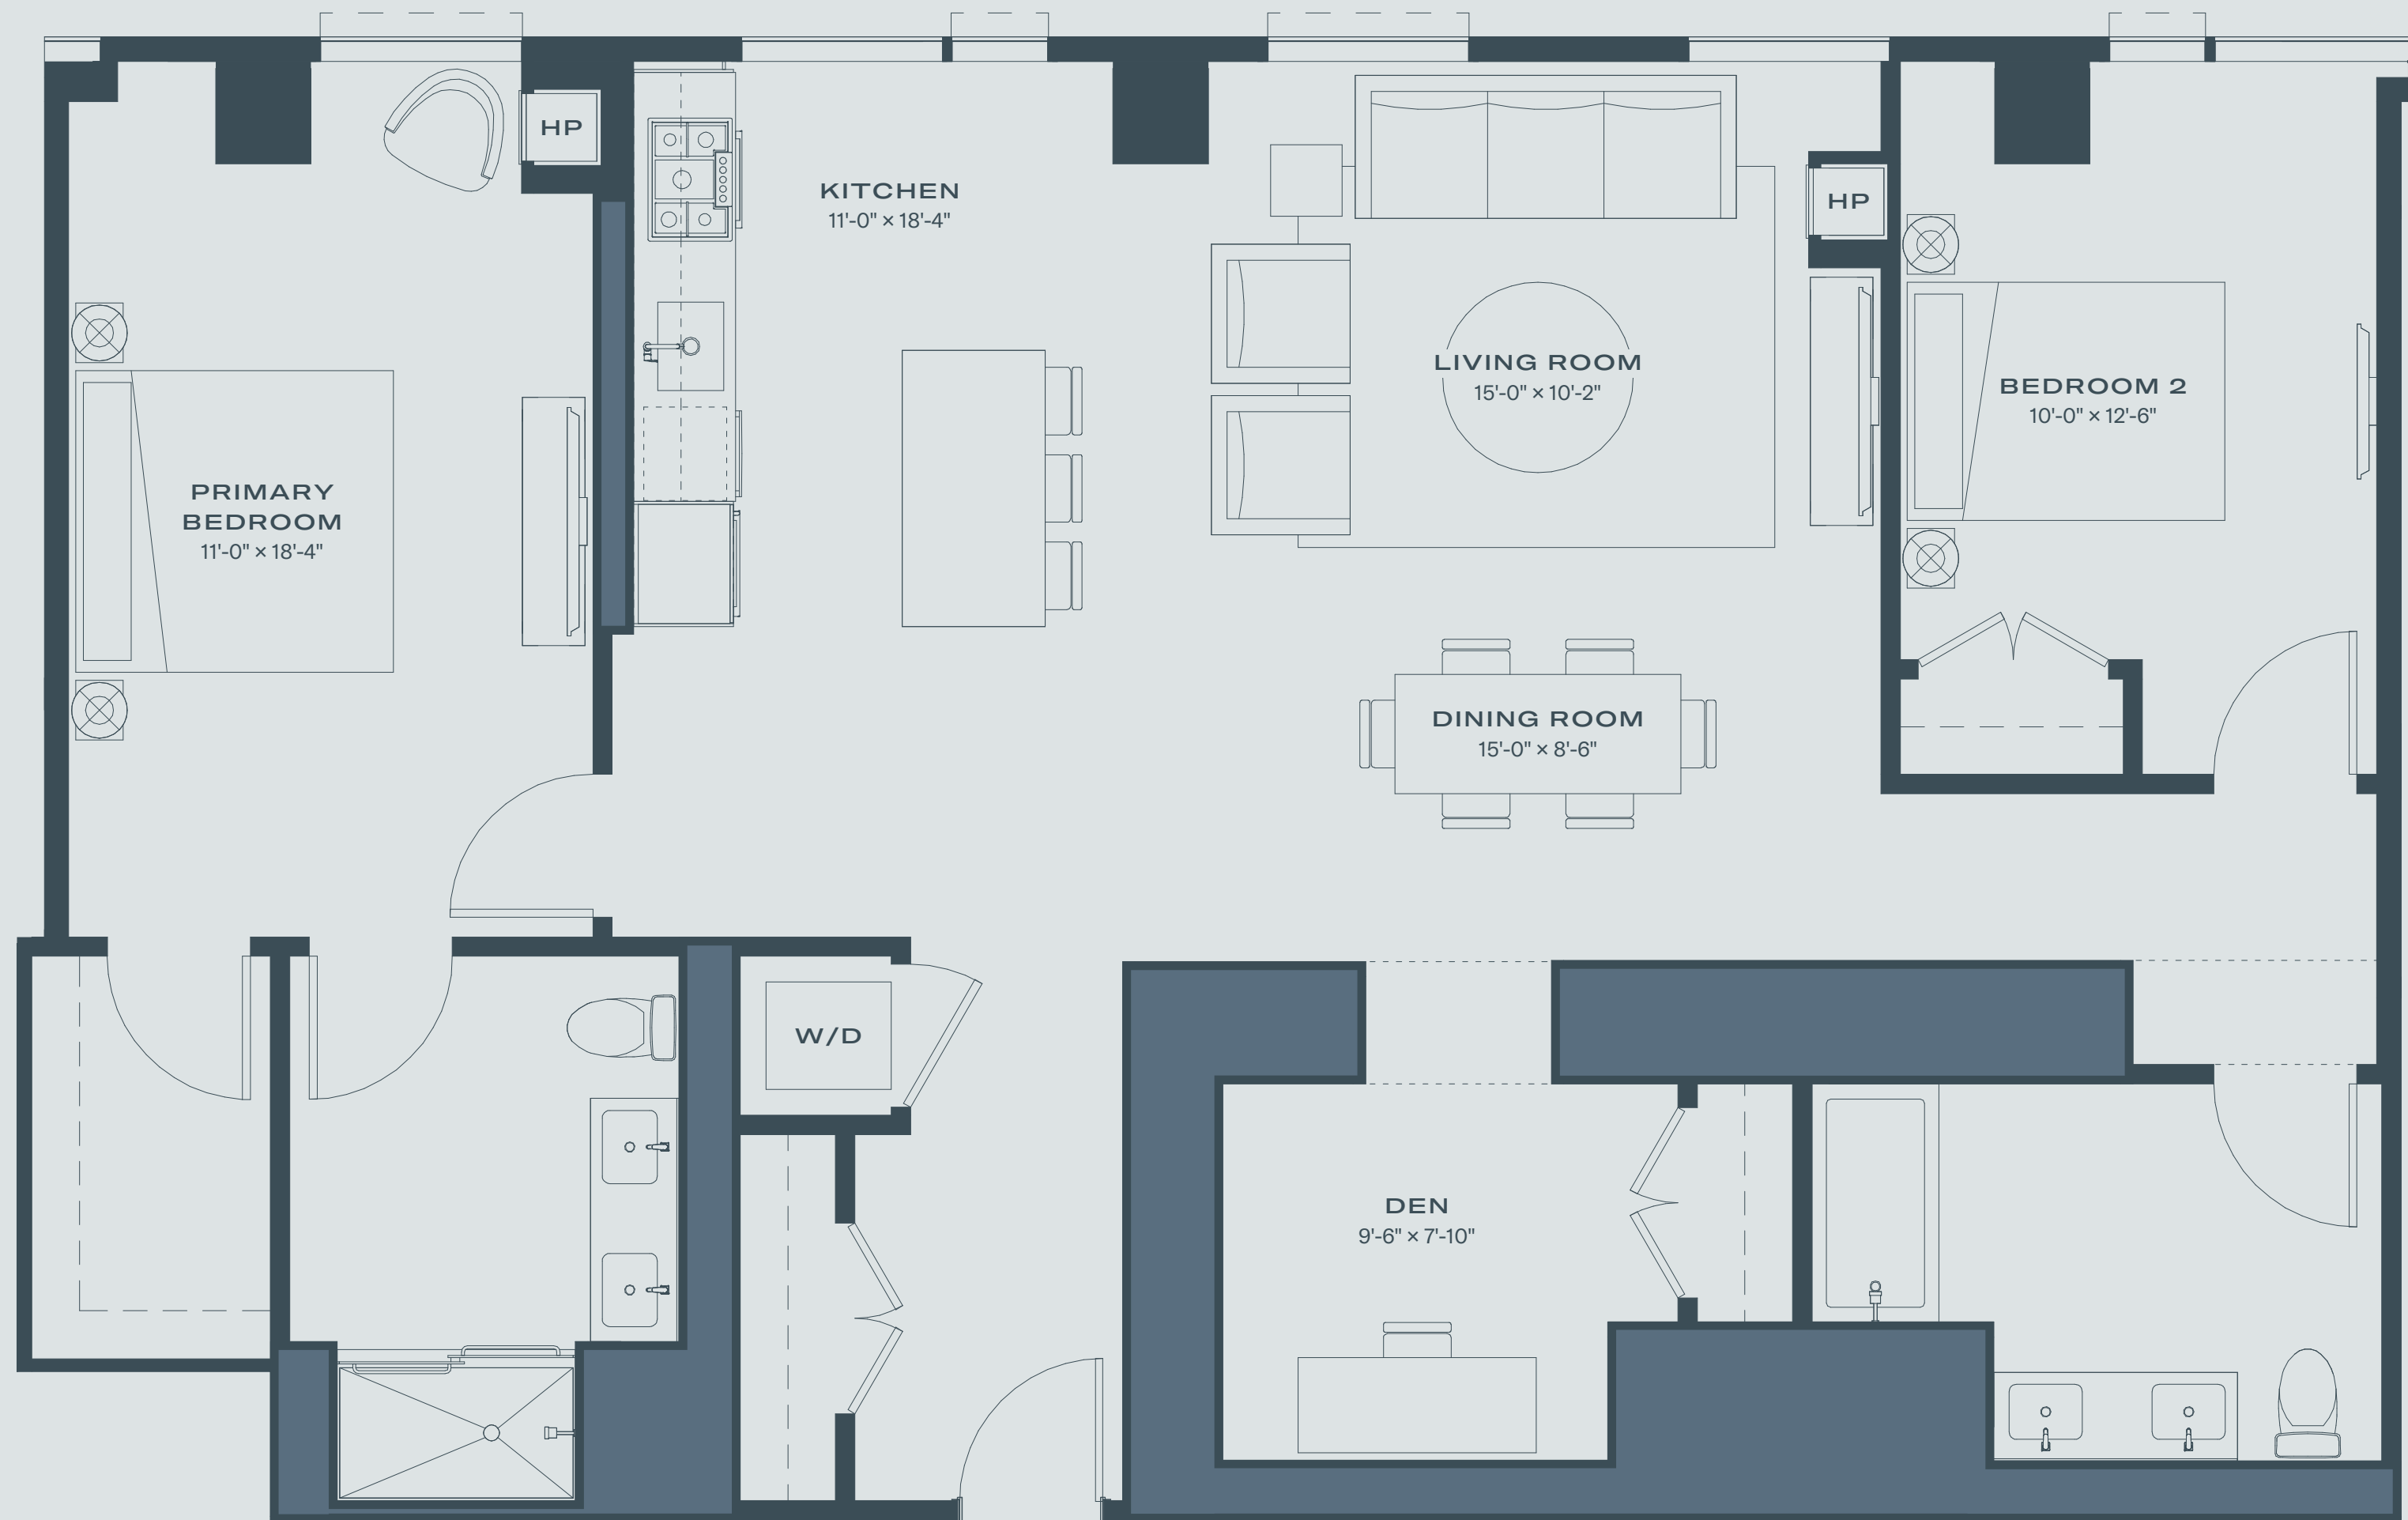 HP
KITCHEN
11'-0" × 18'-4"
HP
LIVING ROOM
15'-0" × 10'-2"
BEDROOM 2
10'-0" × 12'-6"
PRIMARY
BEDROOM
11'-0" × 18'-4"
DINING ROOM
15'-0" × 8'-6"
W/D
DEN
9'-6" × 7'-10"